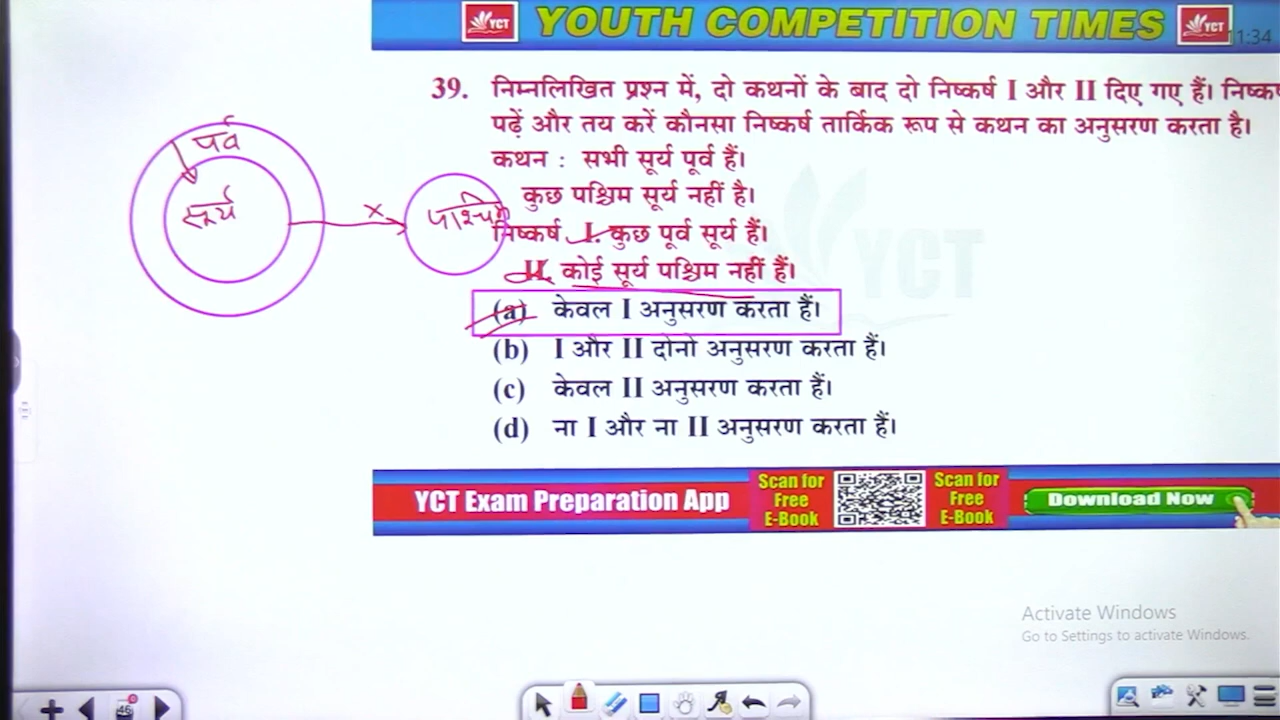 YCT YOUTH COMPETITION TIMES YCT
1:34
39. निम्नलिखित प्रश्न में, दो कथनों के बाद दो निष्कर्ष I और II दिए गए हैं। निष्कर्ष
पढ़ें और तय करें कौनसा निष्कर्ष तार्किक रूप से कथन का अनुसरण करता है।
कथन : सभी सूर्य पूर्व हैं।
कुछ पश्चिम सूर्य नहीं है।
निष्कर्ष I. कुछ पूर्व सूर्य हैं।
II. कोई सूर्य पश्चिम नहीं हैं।
(a) केवल I अनुसरण करता हैं।
(b) I और II दोनो अनुसरण करता हैं।
(c) केवल II अनुसरण करता हैं।
(d) ना I और ना II अनुसरण करता हैं।
पर्व
सूर्य
x
पश्चिम
YCT
YCT Exam Preparation App
Scan for
Free
E-Book
Scan for
Free
E-Book
Download Now
Activate Windows
Go to Settings to activate Windows.
46